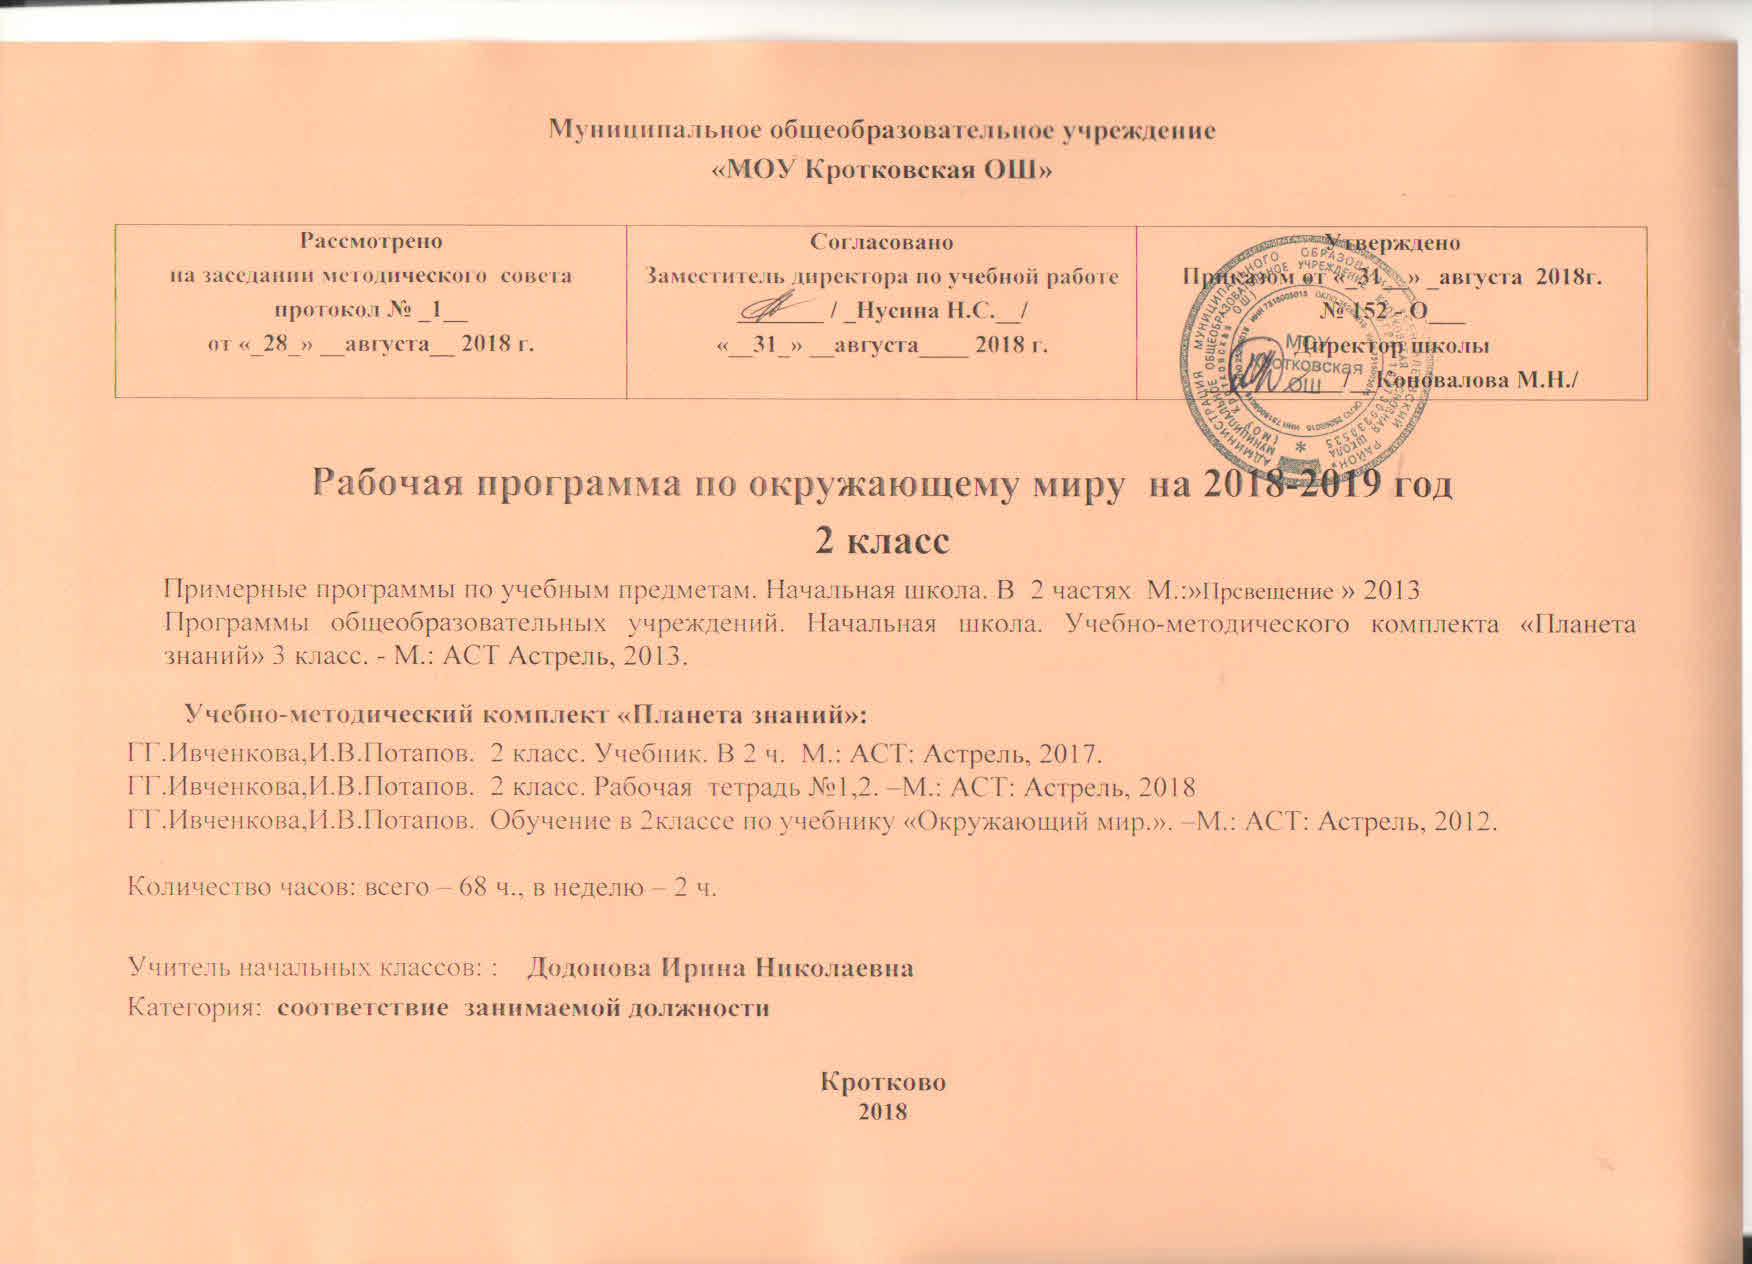 Муниципальное общеобразовательное учреждение
«МОУ Кротковская ОШ»
Рассмотрено
на заседании методического совета
протокол № _1__
от «_28_» __августа__ 2018 г.
Согласовано
Заместитель директора по учебной работе
_______ / _Нусина Н.С.__/
«__31_» __августа____ 2018 г.
Утверждено
Приказом от «_31__» _августа 2018г.
№ 152 - О___
Директор школы
/ Коновалова М.Н./
МОУ
Кротковская
ОШ
Рабочая программа по окружающему миру на 2018-2019 год
2 класс
Примерные программы по учебным предметам. Начальная школа. В 2 частях М.:»Прсвещение » 2013
Программы общеобразовательных учреждений. Начальная школа. Учебно-методического комплекта «Планета
знаний» 3 класс. - М.: АСТ Астрель, 2013.
Учебно-методический комплект «Планета знаний»:
ГГ.Ивченкова,И.В.Потапов. 2 класс. Учебник. В 2 ч. М.: АСТ: Астрель, 2017.
ГГ.Ивченкова,И.В.Потапов. 2 класс. Рабочая тетрадь №1,2. –М.: АСТ: Астрель, 2018
ГГ.Ивченкова,И.В.Потапов. Обучение в 2классе по учебнику «Окружающий мир.». –М.: АСТ: Астрель, 2012.
Количество часов: всего – 68 ч., в неделю – 2 ч.
Учитель начальных классов: : Додонова Ирина Николаевна
Категория: соответствие занимаемой должности
Кротково
2018